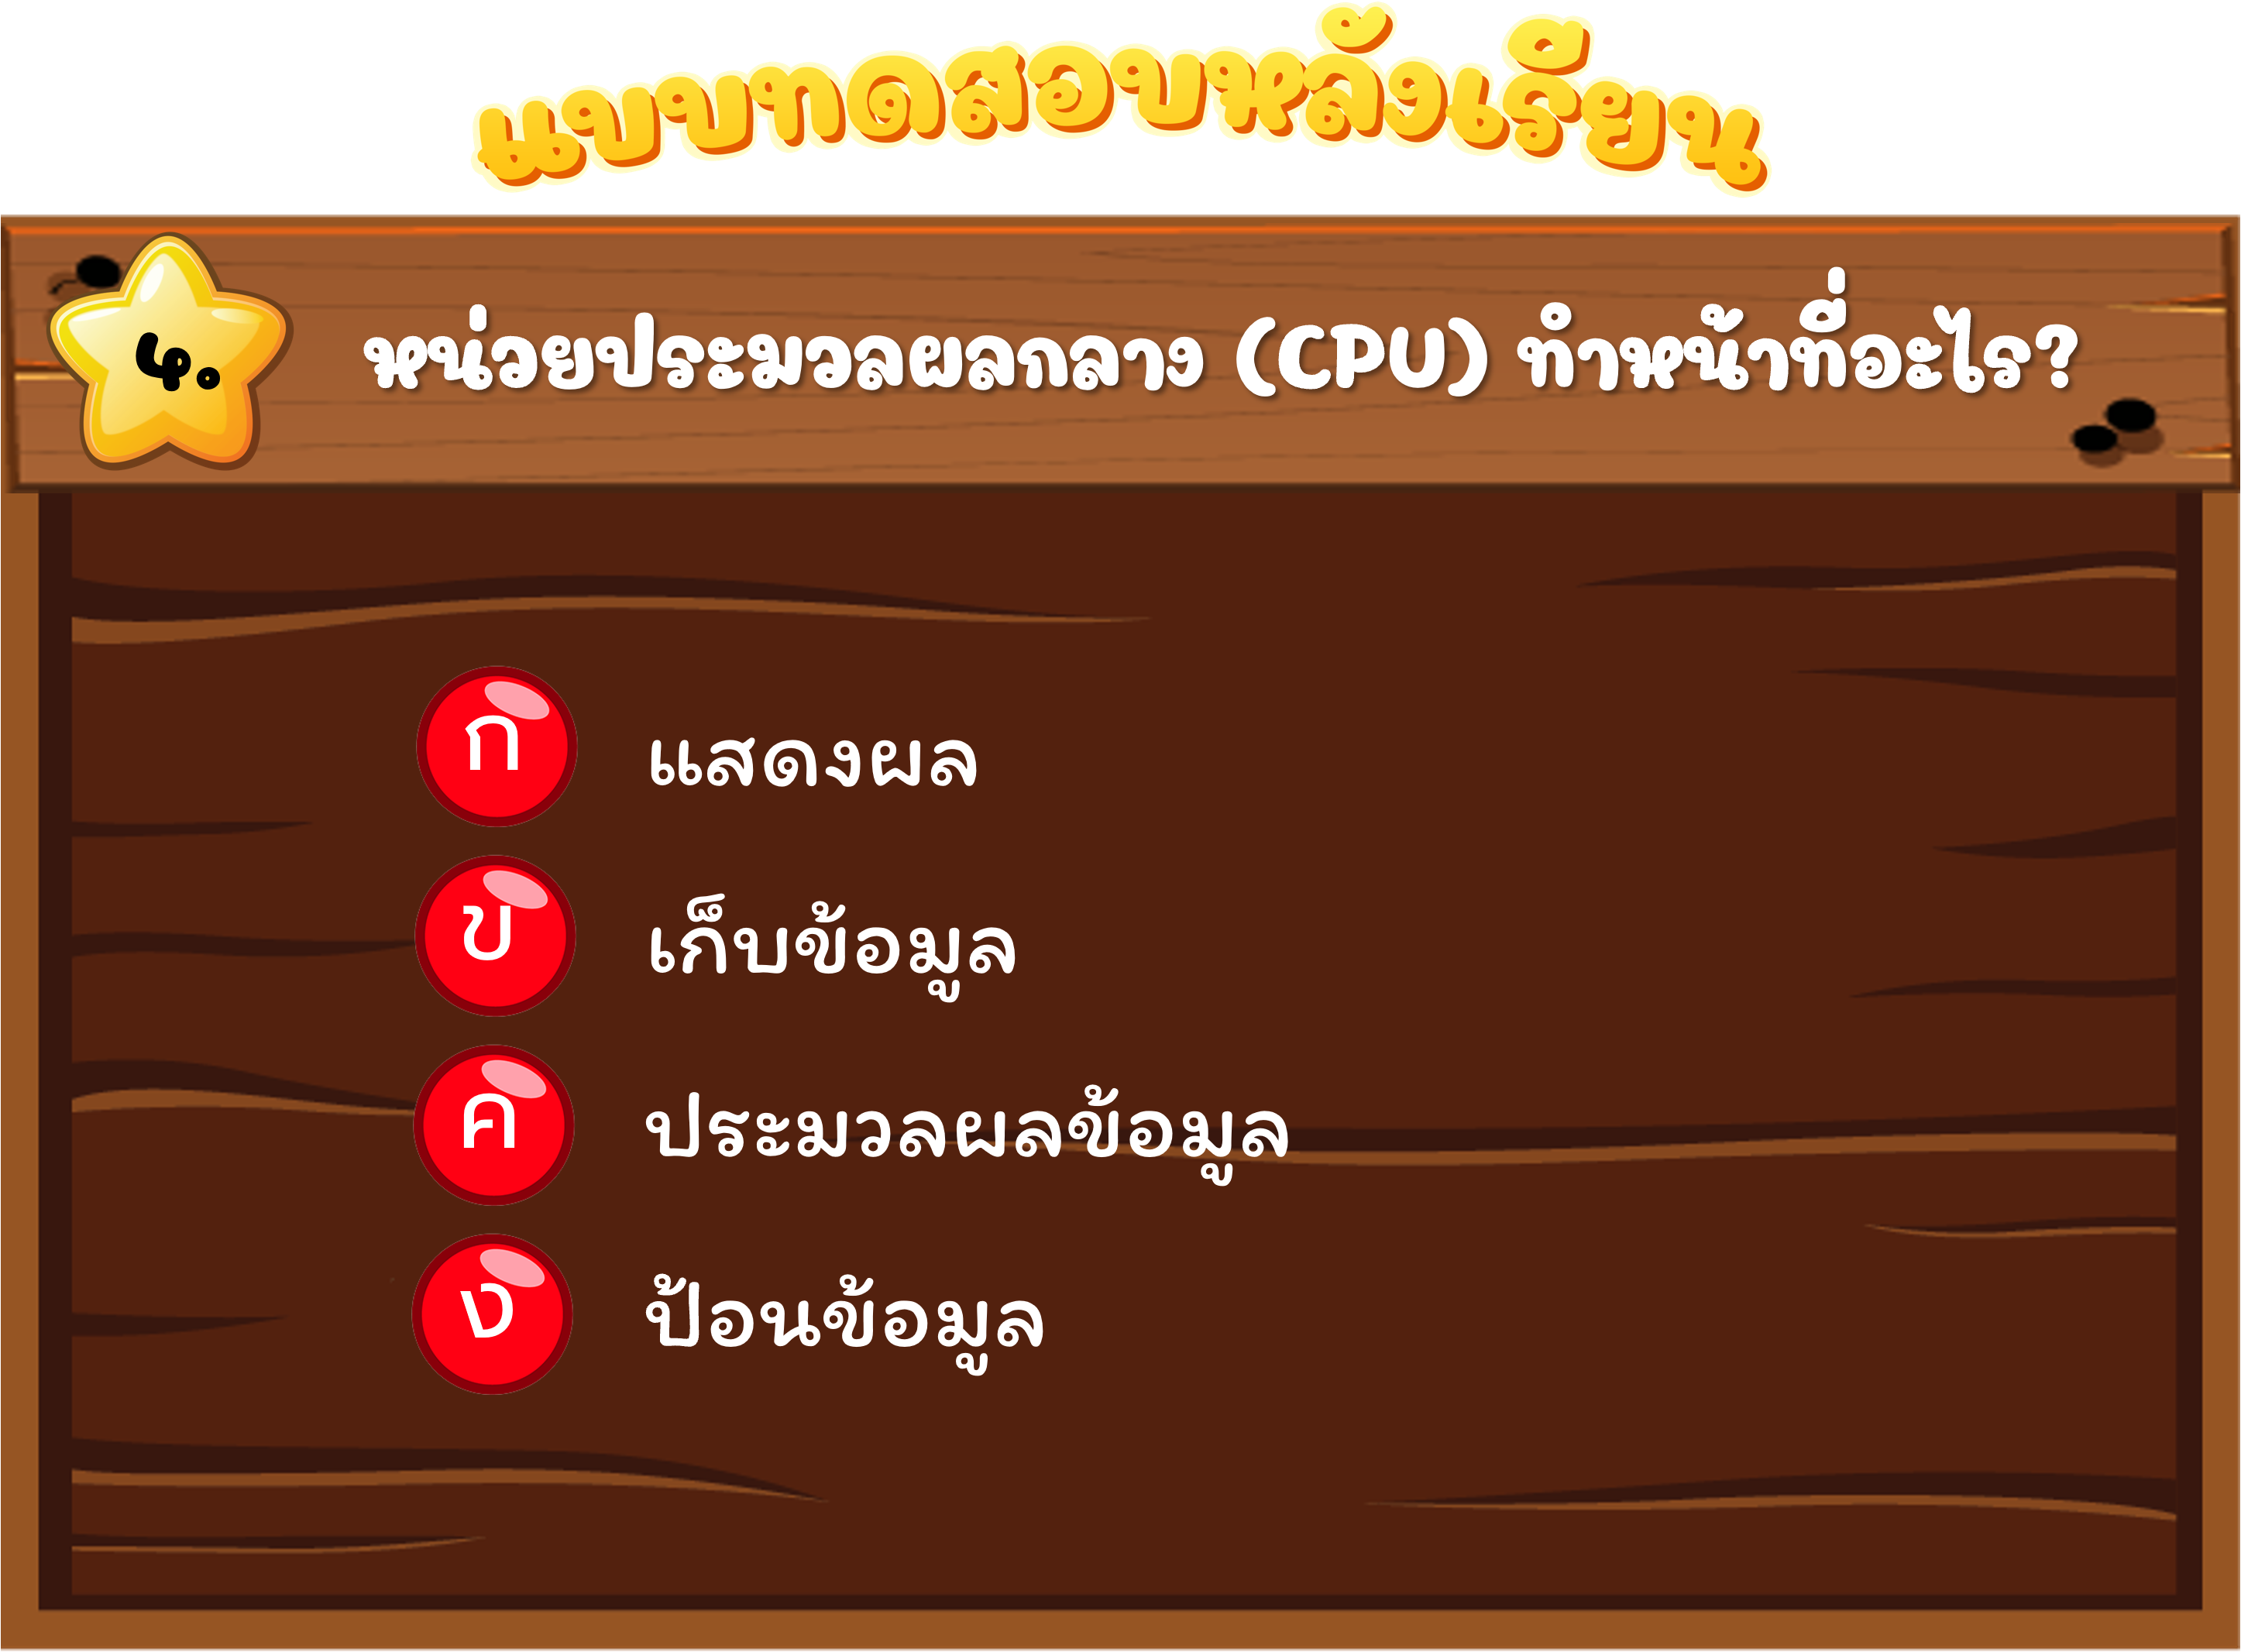 แบบทดสอบหลังเรียน
4. หน่วยประมวลผลกลาง (CPU) ทำหน้าที่อะไร?
ก แสดงผล
ข เก็บข้อมูล
ค ประมวลผลข้อมูล
ง ป้อนข้อมูล